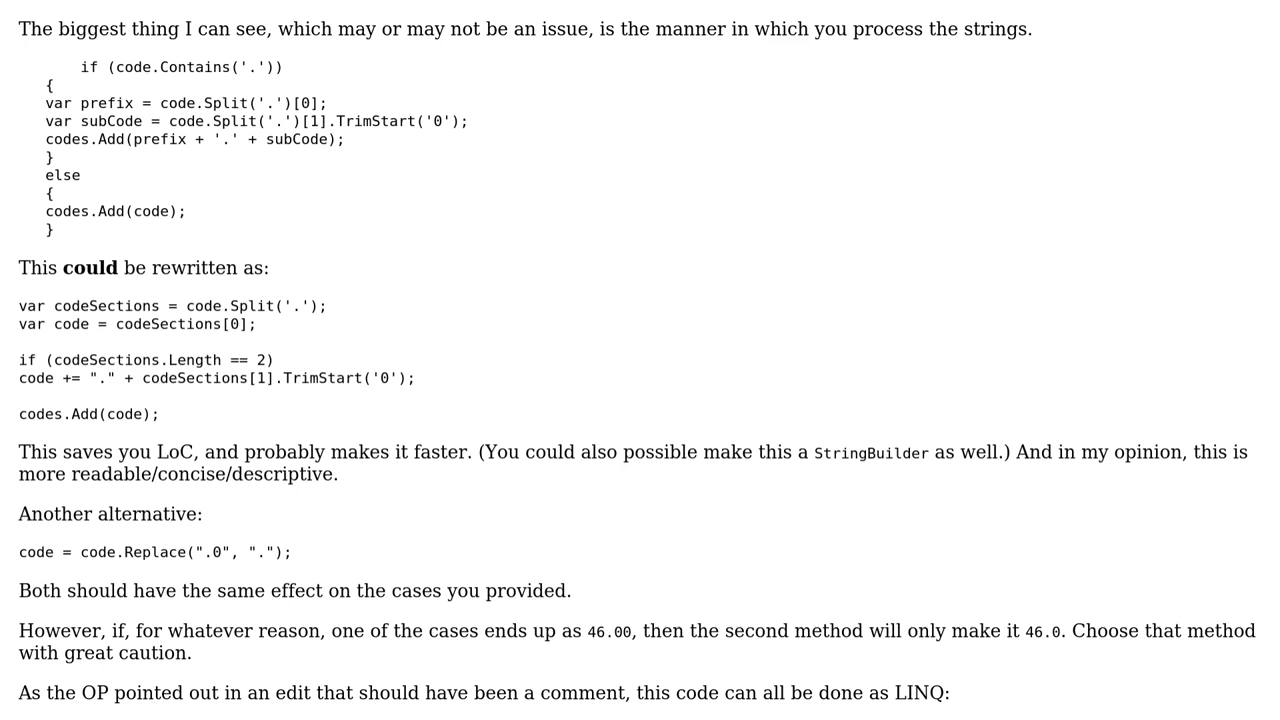 The biggest thing I can see, which may or may not be an issue, is the manner in which you process the strings.
if (code.Contains('.'))
{
var prefix = code.Split('.')[0];
var subCode = code.Split('.')[1].TrimStart('0');
codes.Add(prefix + '.' + subCode);
}
else
{
codes.Add(code);
}
This could be rewritten as:
var codeSections = code.Split('.');
var code = codeSections[0];
if (codeSections.Length == 2)
code += "." + codeSections[1].TrimStart('0');
codes.Add(code);
This saves you LoC, and probably makes it faster. (You could also possible make this a StringBuilder as well.) And in my opinion, this is
more readable/concise/descriptive.
Another alternative:
code = code.Replace(".0", ".");
Both should have the same effect on the cases you provided.
However, if, for whatever reason, one of the cases ends up as 46.00, then the second method will only make it 46.0. Choose that method
with great caution.
As the OP pointed out in an edit that should have been a comment, this code can all be done as LINQ: